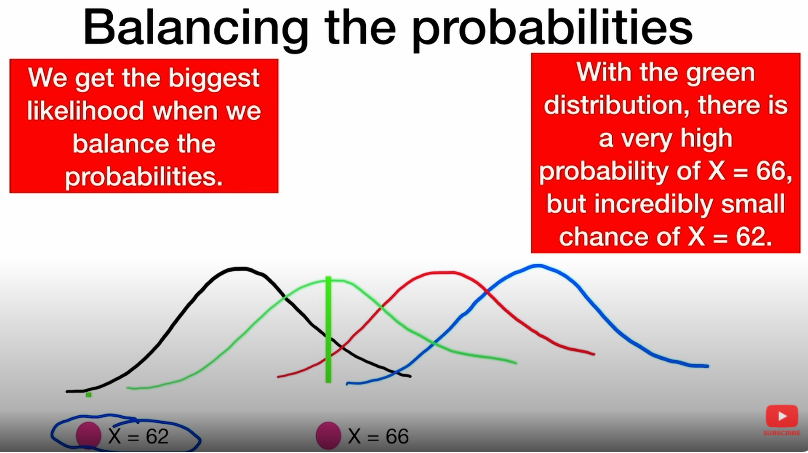 Balancing the probabilities
We get the biggest
likelihood when we
balance the
probabilities.
With the green
distribution, there is
a very high
probability of X = 66,
but incredibly small
chance of X = 62.
X = 62
X = 66
SUBSCRIBE